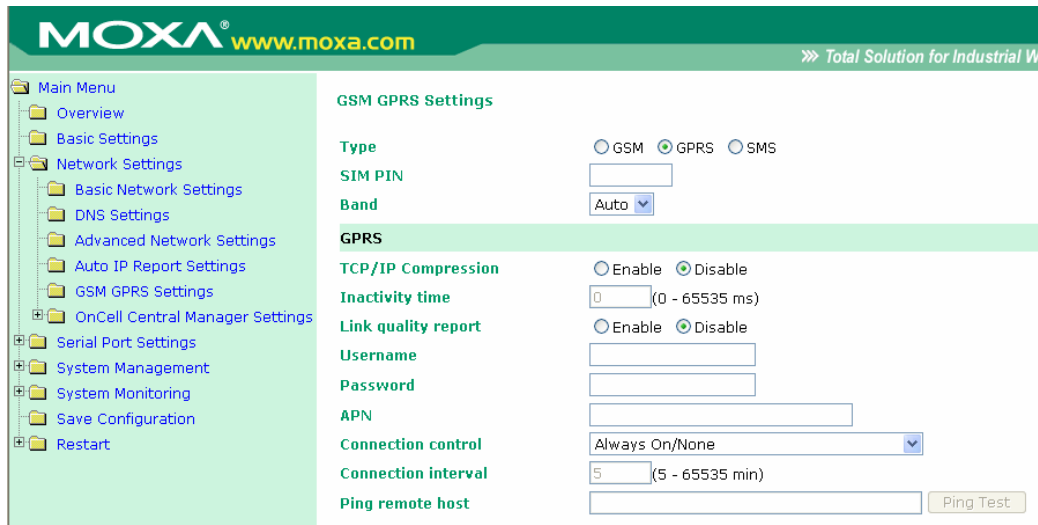 MOXA® www.moxa.com
Total Solution for Industrial W
Main Menu
Overview
Basic Settings
Network Settings
Basic Network Settings
DNS Settings
Advanced Network Settings
Auto IP Report Settings
GSM GPRS Settings
OnCell Central Manager Settings
Serial Port Settings
System Management
System Monitoring
Save Configuration
Restart
GSM GPRS Settings
Type GSM GPRS SMS
SIM PIN
Band Auto
GPRS
TCP/IP Compression Enable Disable
Inactivity time 0 (0 - 65535 ms)
Link quality report Enable Disable
Username
Password
APN
Connection control Always On/None
Connection interval 5 (5 - 65535 min)
Ping remote host Ping Test